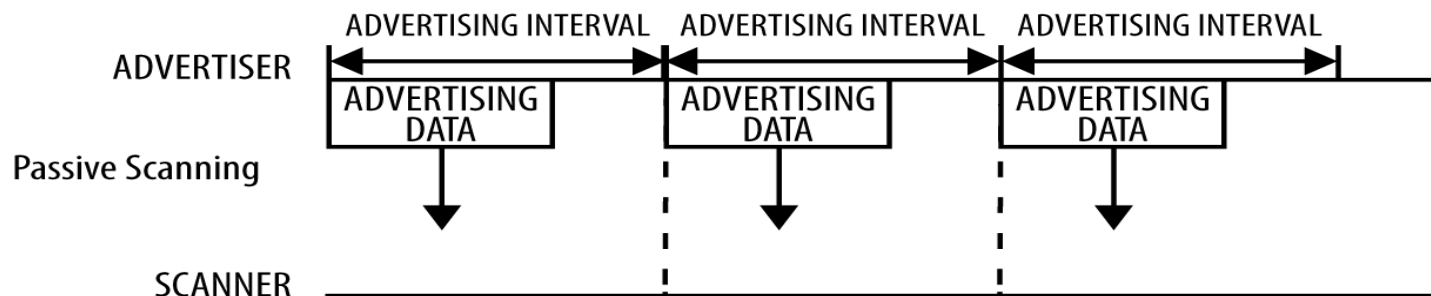 ADVERTISING INTERVAL ADVERTISING INTERVAL ADVERTISING INTERVAL
ADVERTISER
ADVERTISING ADVERTISING ADVERTISING
DATA DATA DATA
Passive Scanning
SCANNER